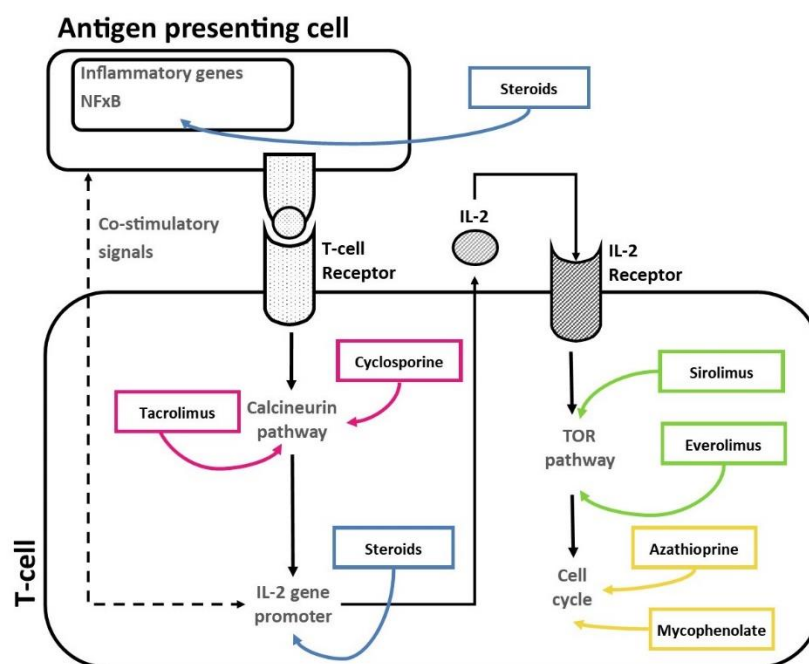 Antigen presenting cell
Inflammatory genes
NFxB
Steroids
Co-stimulatory
signals
T-cell
Receptor
IL-2
IL-2
Receptor
Cyclosporine
Tacrolimus
Calcineurin
pathway
Sirolimus
TOR
pathway
Everolimus
Steroids
IL-2 gene
promoter
Azathioprine
Cell
cycle
Mycophenolate
T-cell